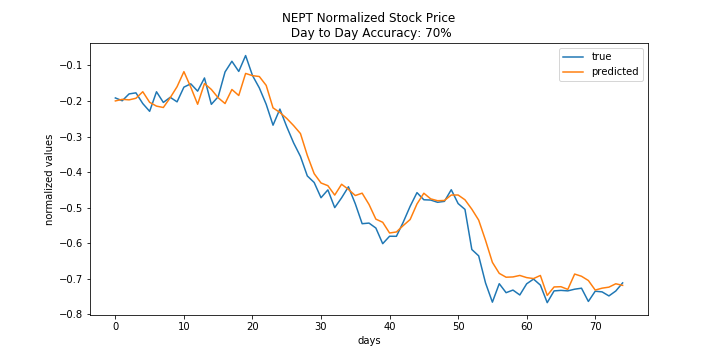 NEPT Normalized Stock Price
Day to Day Accuracy: 70%
true
predicted
normalized values
−0.1
−0.2
−0.3
−0.4
−0.5
−0.6
−0.7
−0.8
0
10
20
30
40
50
60
70
days